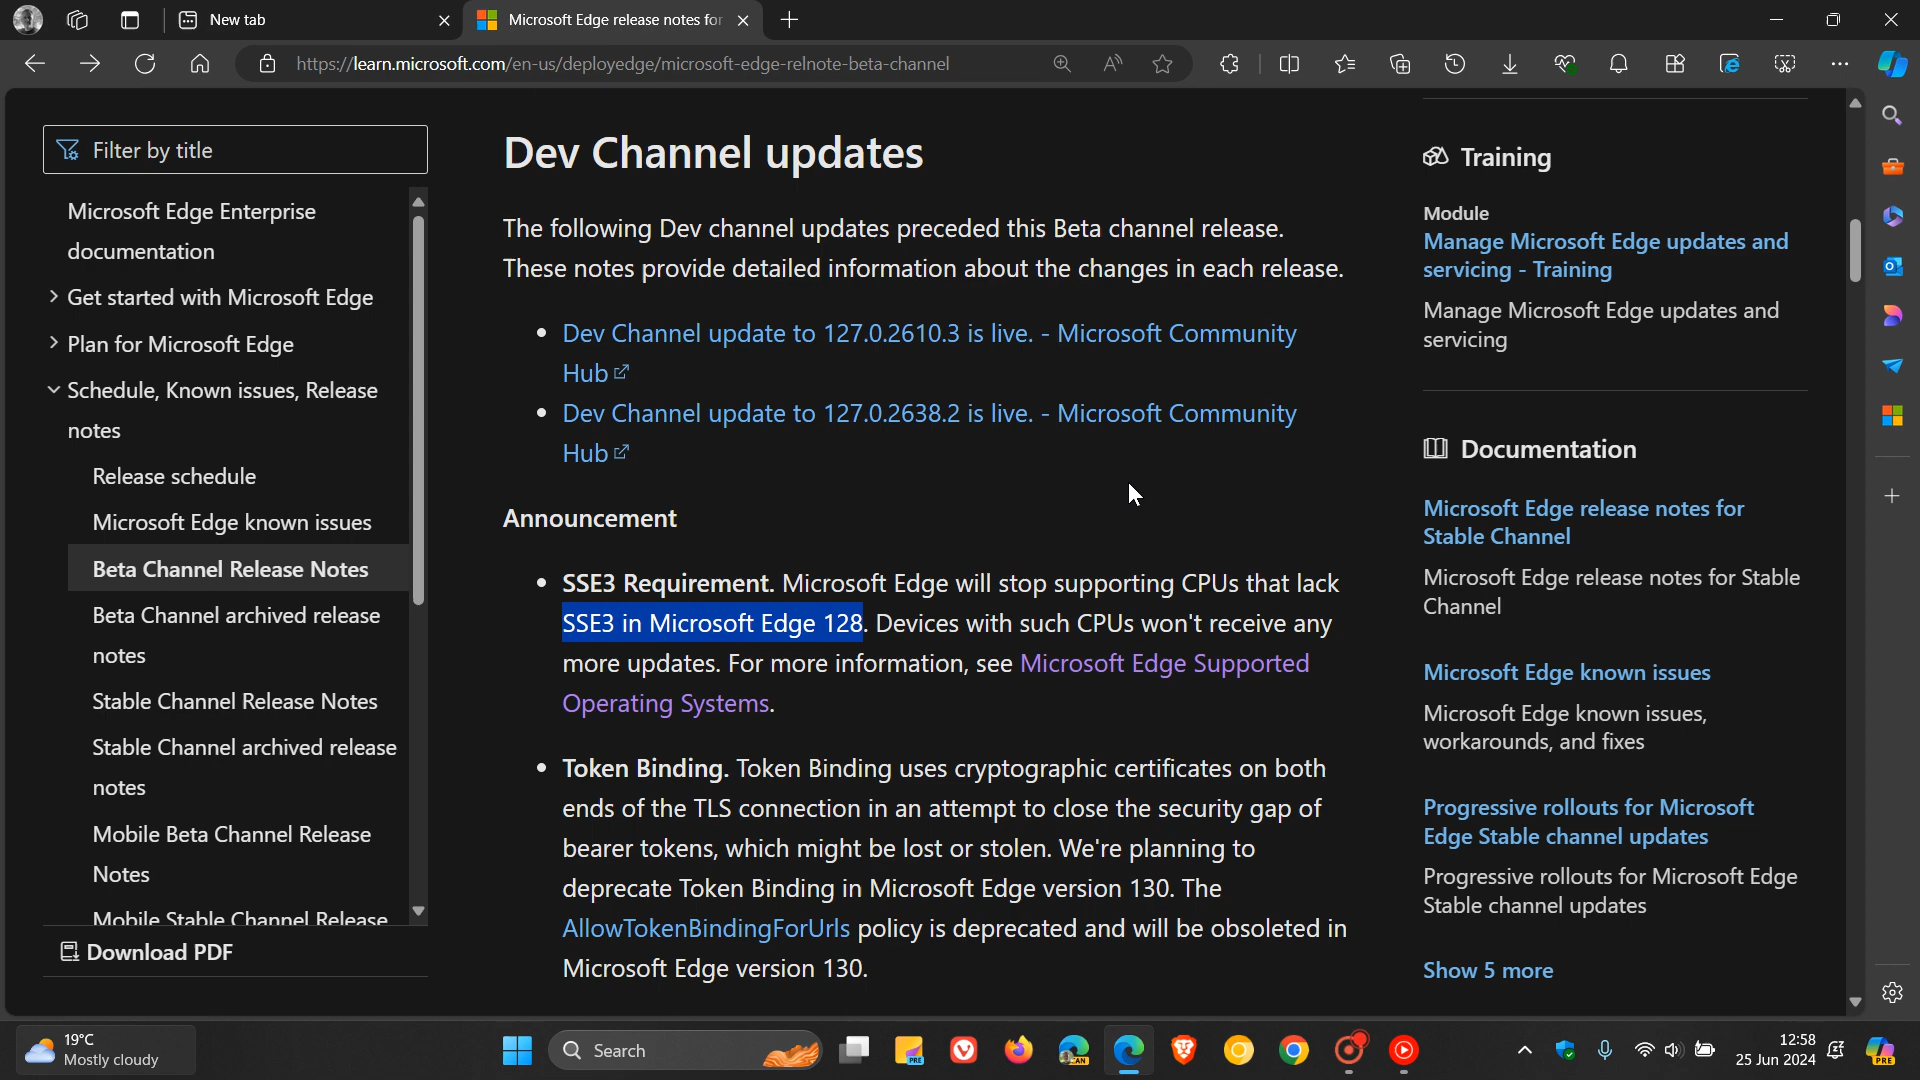 New tab
Microsoft Edge release notes for
https://learn.microsoft.com/en-us/deployedge/microsoft-edge-relnote-beta-channel
Filter by title
Microsoft Edge Enterprise
documentation
Get started with Microsoft Edge
Plan for Microsoft Edge
Schedule, Known issues, Release
notes
Release schedule
Microsoft Edge known issues
Beta Channel Release Notes
Beta Channel archived release
notes
Stable Channel Release Notes
Stable Channel archived release
notes
Mobile Beta Channel Release
Notes
Mobile Stable Channel Release
Download PDF
Dev Channel updates
The following Dev channel updates preceded this Beta channel release.
These notes provide detailed information about the changes in each release.
• Dev Channel update to 127.0.2610.3 is live. - Microsoft Community
Hub
• Dev Channel update to 127.0.2638.2 is live. - Microsoft Community
Hub
Announcement
• SSE3 Requirement. Microsoft Edge will stop supporting CPUs that lack
SSE3 in Microsoft Edge 128. Devices with such CPUs won't receive any
more updates. For more information, see Microsoft Edge Supported
Operating Systems.
• Token Binding. Token Binding uses cryptographic certificates on both
ends of the TLS connection in an attempt to close the security gap of
bearer tokens, which might be lost or stolen. We're planning to
deprecate Token Binding in Microsoft Edge version 130. The
AllowTokenBindingForUrls policy is deprecated and will be obsoleted in
Microsoft Edge version 130.
Training
Module
Manage Microsoft Edge updates and
servicing - Training
Manage Microsoft Edge updates and
servicing
Documentation
Microsoft Edge release notes for
Stable Channel
Microsoft Edge release notes for Stable
Channel
Microsoft Edge known issues
Microsoft Edge known issues,
workarounds, and fixes
Progressive rollouts for Microsoft
Edge Stable channel updates
Progressive rollouts for Microsoft Edge
Stable channel updates
Show 5 more
19°C
Mostly cloudy
Search
PRE
CAN
12:58
25 Jun 2024
PRE